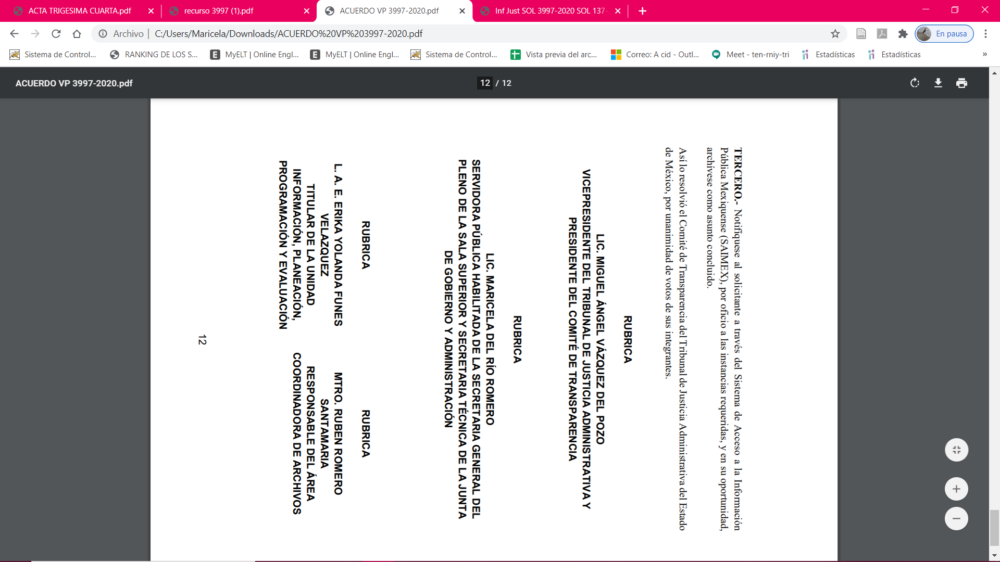 ACTA TRIGESIMA CUARTA.pdf
recurso 3997 (1).pdf
ACUERDO VP 3997-2020.pdf
Inf Just SOL 3997-2020 SOL 137-
Archivo | C:/Users/Maricela/Downloads/ACUERDO%20VP%203997-2020.pdf
En pausa
Sistema de Control...
RANKING DE LOS S...
MyELT | Online Engl...
MyELT | Online Engl...
Sistema de Control...
Vista previa del arc...
Correo: A cid - Outl...
Meet - ten-rniy-tri
Estadísticas
Estadísticas
»
ACUERDO VP 3997-2020.pdf
12 / 12
TERCERO.- Notifíquese al solicitante a través del Sistema de Acceso a la Información
Pública Mexiquense (SAIMEX), por oficio a las instancias requeridas, y en su oportunidad,
archívese como asunto concluido.
Así lo resolvió el Comité de Transparencia del Tribunal de Justicia Administrativa del Estado
de México, por unanimidad de votos de sus integrantes.
RUBRICA
LIC. MIGUEL ÁNGEL VÁZQUEZ DEL POZO
VICEPRESIDENTE DEL TRIBUNAL DE JUSTICIA ADMINISTRATIVA Y
PRESIDENTE DEL COMITÉ DE TRANSPARENCIA
RUBRICA
LIC. MARICELA DEL RÍO ROMERO
SERVIDORA PÚBLICA HABILITADA DE LA SECRETARIA GENERAL DEL
PLENO DE LA SALA SUPERIOR Y SECRETARIA TÉCNICA DE LA JUNTA
DE GOBIERNO Y ADMINISTRACIÓN
RUBRICA
L. A. E. ERIKA YOLANDA FUNES
VELAZQUEZ
TITULAR DE LA UNIDAD
INFORMACIÓN, PLANEACIÓN,
PROGRAMACIÓN Y EVALUACIÓN
RUBRICA
MTRO. RUBEN ROMERO
SANTAMARIA
RESPONSABLE DEL ÁREA
COORDINADORA DE ARCHIVOS
12